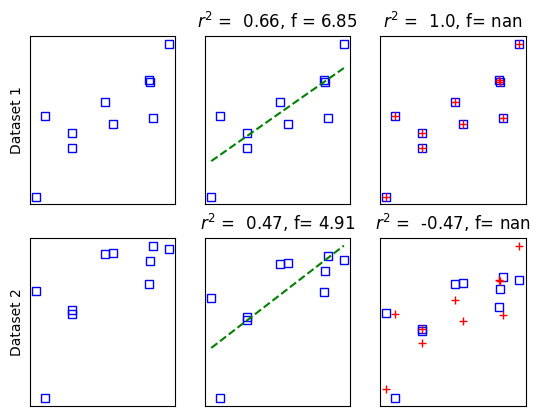 r² = 0.66, f = 6.85
r² = 1.0, f= nan
Dataset 1
r² = 0.47, f= 4.91
r² = -0.47, f= nan
Dataset 2